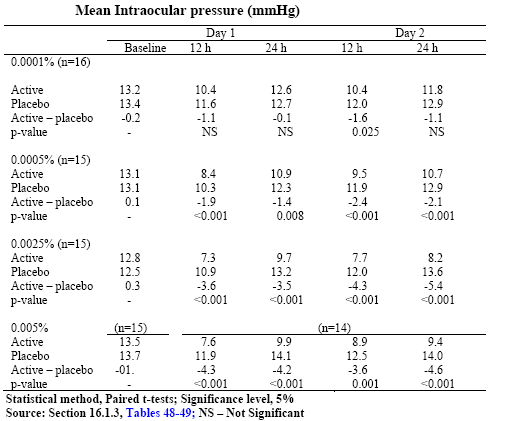 Mean Intraocular pressure (mmHg)
Day 1 Day 2
Baseline 12 h 24 h 12 h 24 h
0.0001% (n=16)
Active 13.2 10.4 12.6 10.4 11.8
Placebo 13.4 11.6 12.7 12.0 12.9
Active – placebo -0.2 -1.1 -0.1 -1.6 -1.1
p-value - NS NS 0.025 NS
0.0005% (n=15)
Active 13.1 8.4 10.9 9.5 10.7
Placebo 13.1 10.3 12.3 11.9 12.9
Active – placebo 0.1 -1.9 -1.4 -2.4 -2.1
p-value - <0.001 0.008 <0.001 <0.001
0.0025% (n=15)
Active 12.8 7.3 9.7 7.7 8.2
Placebo 12.5 10.9 13.2 12.0 13.6
Active – placebo 0.3 -3.6 -3.5 -4.3 -5.4
p-value - <0.001 <0.001 <0.001 <0.001
0.005% (n=15) (n=14)
Active 13.5 7.6 9.9 8.9 9.4
Placebo 13.7 11.9 14.1 12.5 14.0
Active – placebo -01. -4.3 -4.2 -3.6 -4.6
p-value - <0.001 <0.001 0.001 <0.001
Statistical method, Paired t-tests; Significance level, 5%
Source: Section 16.1.3, Tables 48-49; NS – Not Significant